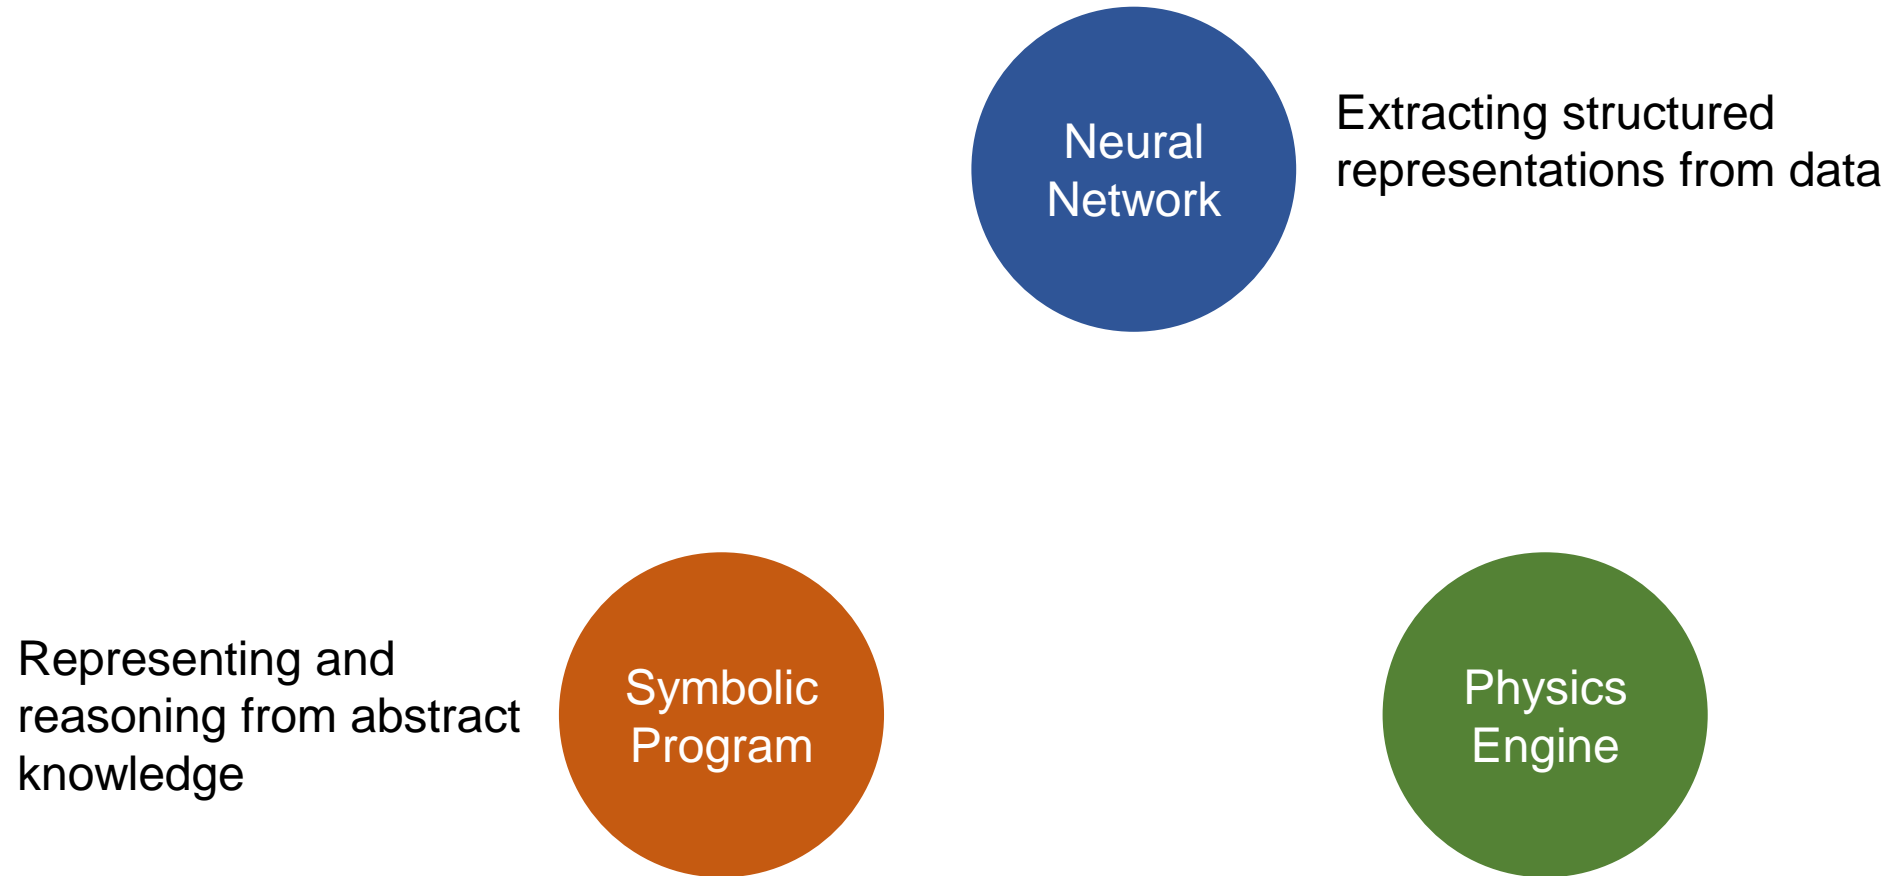 Neural
Network
Extracting structured
representations from data
Representing and
reasoning from abstract
knowledge
Symbolic
Program
Physics
Engine